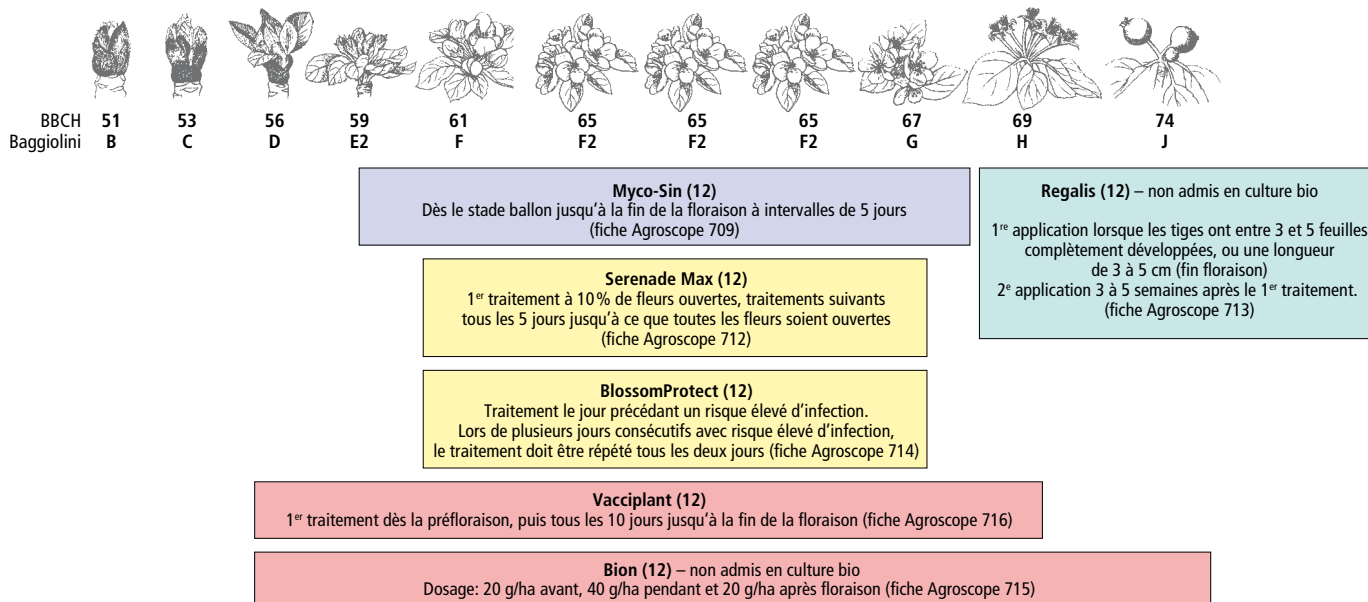 BBCH 51 53 56 59 61 65 65 65 67 69 74
Baggiolini B C D E2 F F2 F2 F2 G H J
Myco-Sin (12)
Dès le stade ballon jusqu’à la fin de la floraison à intervalles de 5 jours
(fiche Agroscope 709)
Regalis (12) – non admis en culture bio
1re application lorsque les tiges ont entre 3 et 5 feuilles
complètement développées, ou une longueur
de 3 à 5 cm (fin floraison)
2e application 3 à 5 semaines après le 1er traitement.
(fiche Agroscope 713)
Serenade Max (12)
1er traitement à 10% de fleurs ouvertes, traitements suivants
tous les 5 jours jusqu’à ce que toutes les fleurs soient ouvertes
(fiche Agroscope 712)
BlossomProtect (12)
Traitement le jour précédant un risque élevé d’infection.
Lors de plusieurs jours consécutifs avec risque élevé d’infection,
le traitement doit être répété tous les deux jours (fiche Agroscope 714)
Vacciplant (12)
1er traitement dès la préfloraison, puis tous les 10 jours jusqu’à la fin de la floraison (fiche Agroscope 716)
Bion (12) – non admis en culture bio
Dosage: 20 g/ha avant, 40 g/ha pendant et 20 g/ha après floraison (fiche Agroscope 715)